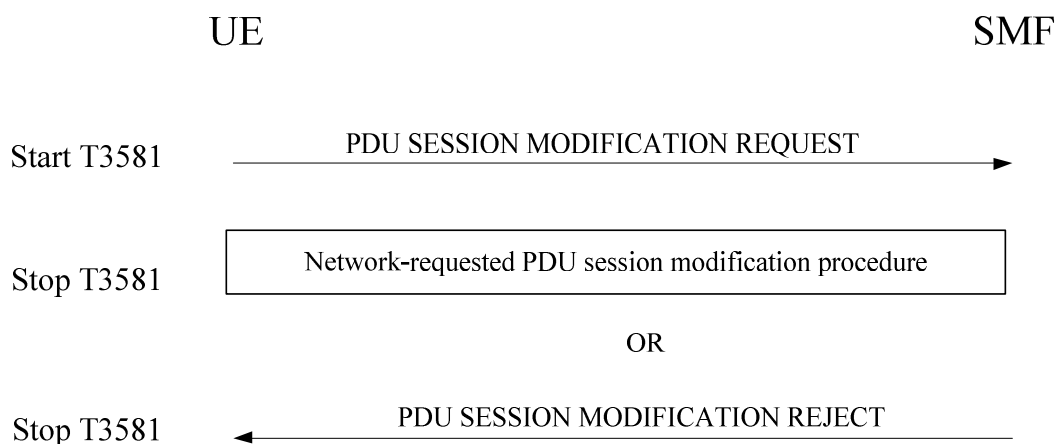 UE SMF
Start T3581 PDU SESSION MODIFICATION REQUEST
Stop T3581 Network-requested PDU session modification procedure
OR
Stop T3581 PDU SESSION MODIFICATION REJECT